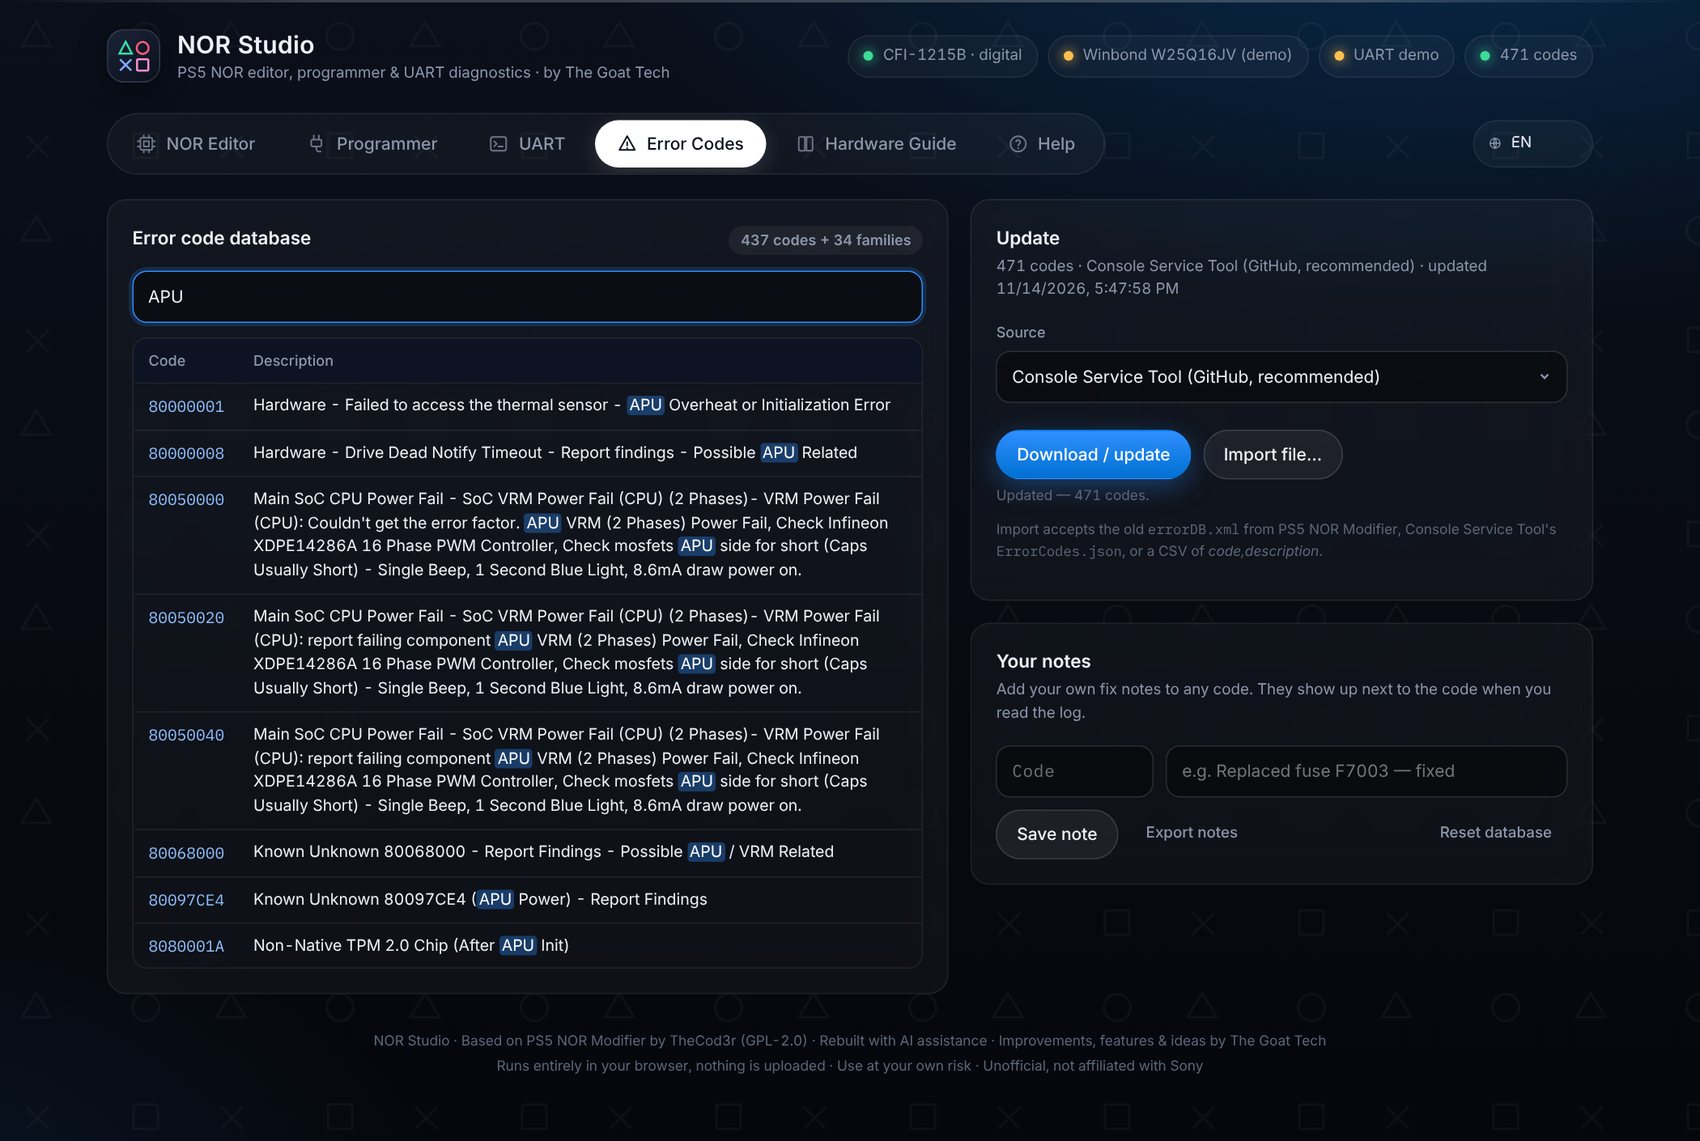 NOR Studio
PS5 NOR editor, programmer & UART diagnostics · by The Goat Tech
CFI-1215B · digital
Winbond W25Q16JV (demo)
UART demo
471 codes
NOR Editor
Programmer
UART
Error Codes
Hardware Guide
Help
EN
Error code database
437 codes + 34 families
APU
Code Description
80000001 Hardware - Failed to access the thermal sensor - APU Overheat or Initialization Error
80000008 Hardware - Drive Dead Notify Timeout - Report findings - Possible APU Related
80050000 Main SoC CPU Power Fail - SoC VRM Power Fail (CPU) (2 Phases)- VRM Power Fail
(CPU): Couldn't get the error factor. APU VRM (2 Phases) Power Fail, Check Infineon
XDPE14286A 16 Phase PWM Controller, Check mosfets APU side for short (Caps
Usually Short) - Single Beep, 1 Second Blue Light, 8.6mA draw power on.
80050020 Main SoC CPU Power Fail - SoC VRM Power Fail (CPU) (2 Phases)- VRM Power Fail
(CPU): report failing component APU VRM (2 Phases) Power Fail, Check Infineon
XDPE14286A 16 Phase PWM Controller, Check mosfets APU side for short (Caps
Usually Short) - Single Beep, 1 Second Blue Light, 8.6mA draw power on.
80050040 Main SoC CPU Power Fail - SoC VRM Power Fail (CPU) (2 Phases)- VRM Power Fail
(CPU): report failing component APU VRM (2 Phases) Power Fail, Check Infineon
XDPE14286A 16 Phase PWM Controller, Check mosfets APU side for short (Caps
Usually Short) - Single Beep, 1 Second Blue Light, 8.6mA draw power on.
80068000 Known Unknown 80068000 - Report Findings - Possible APU / VRM Related
80097CE4 Known Unknown 80097CE4 (APU Power) - Report Findings
8080001A Non-Native TPM 2.0 Chip (After APU Init)
Update
471 codes · Console Service Tool (GitHub, recommended) · updated
11/14/2026, 5:47:58 PM
Source
Console Service Tool (GitHub, recommended)
Download / update
Import file...
Updated — 471 codes.
Import accepts the old errorDB.xml from PS5 NOR Modifier, Console Service Tool's
ErrorCodes.json, or a CSV of code,description.
Your notes
Add your own fix notes to any code. They show up next to the code when you
read the log.
Code
e.g. Replaced fuse F7003 — fixed
Save note
Export notes
Reset database
NOR Studio · Based on PS5 NOR Modifier by TheCod3r (GPL-2.0) · Rebuilt with AI assistance · Improvements, features & ideas by The Goat Tech
Runs entirely in your browser, nothing is uploaded · Use at your own risk · Unofficial, not affiliated with Sony